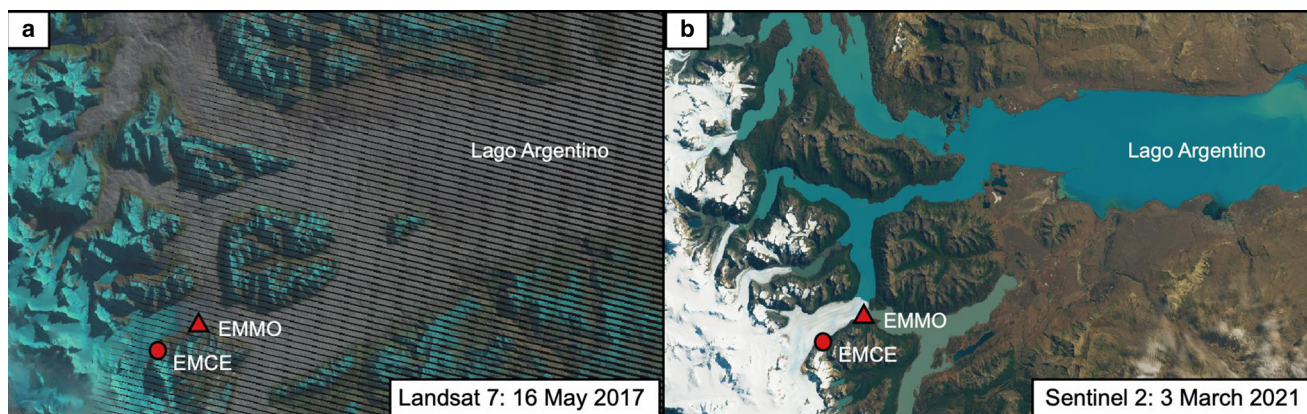 a
Lago Argentino
EMMO
EMCE
Landsat 7: 16 May 2017
b
Lago Argentino
EMMO
EMCE
Sentinel 2: 3 March 2021